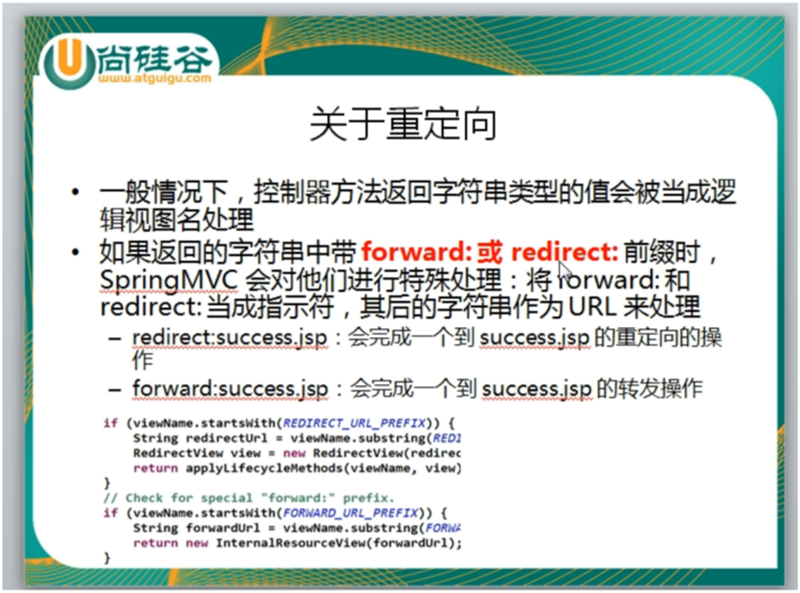 尚硅谷
www.atguigu.com
关于重定向
• 一般情况下，控制器方法返回字符串类型的值会被当成逻
辑视图名处理
• 如果返回的字符串中带 forward: 或 redirect: 前缀时，
SpringMVC 会对他们进行特殊处理：将 forward: 和
redirect: 当成指示符，其后的字符串作为 URL 来处理
– redirect:success.jsp：会完成一个到 success.jsp 的重定向的操
作
– forward:success.jsp：会完成一个到 success.jsp 的转发操作
if (viewName.startsWith(REDIRECT_URL_PREFIX)) {
String redirectUrl = viewName.substring(REDI
RedirectView view = new RedirectView(redirec
return applyLifecycleMethods(viewName, view)
}
// Check for special "forward:" prefix.
if (viewName.startsWith(FORWARD_URL_PREFIX)) {
String forwardUrl = viewName.substring(FORWA
return new InternalResourceView(forwardUrl);
}